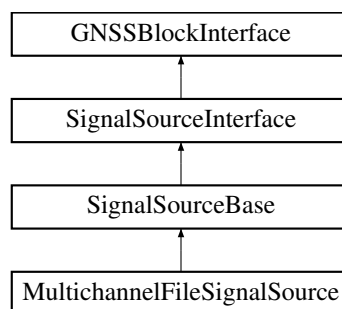 GNSSBlockInterface
SignalSourceInterface
SignalSourceBase
MultichannelFileSignalSource